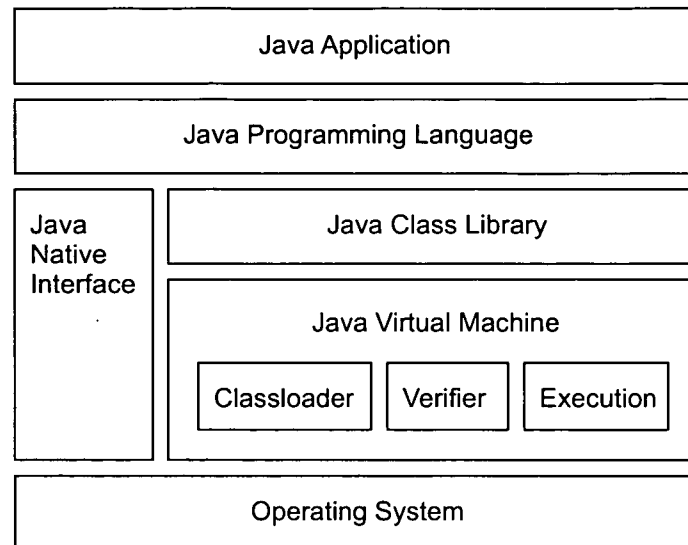 Java Application
Java Programming Language
Java
Native
Interface
Java Class Library
Java Virtual Machine
Classloader
Verifier
Execution
Operating System